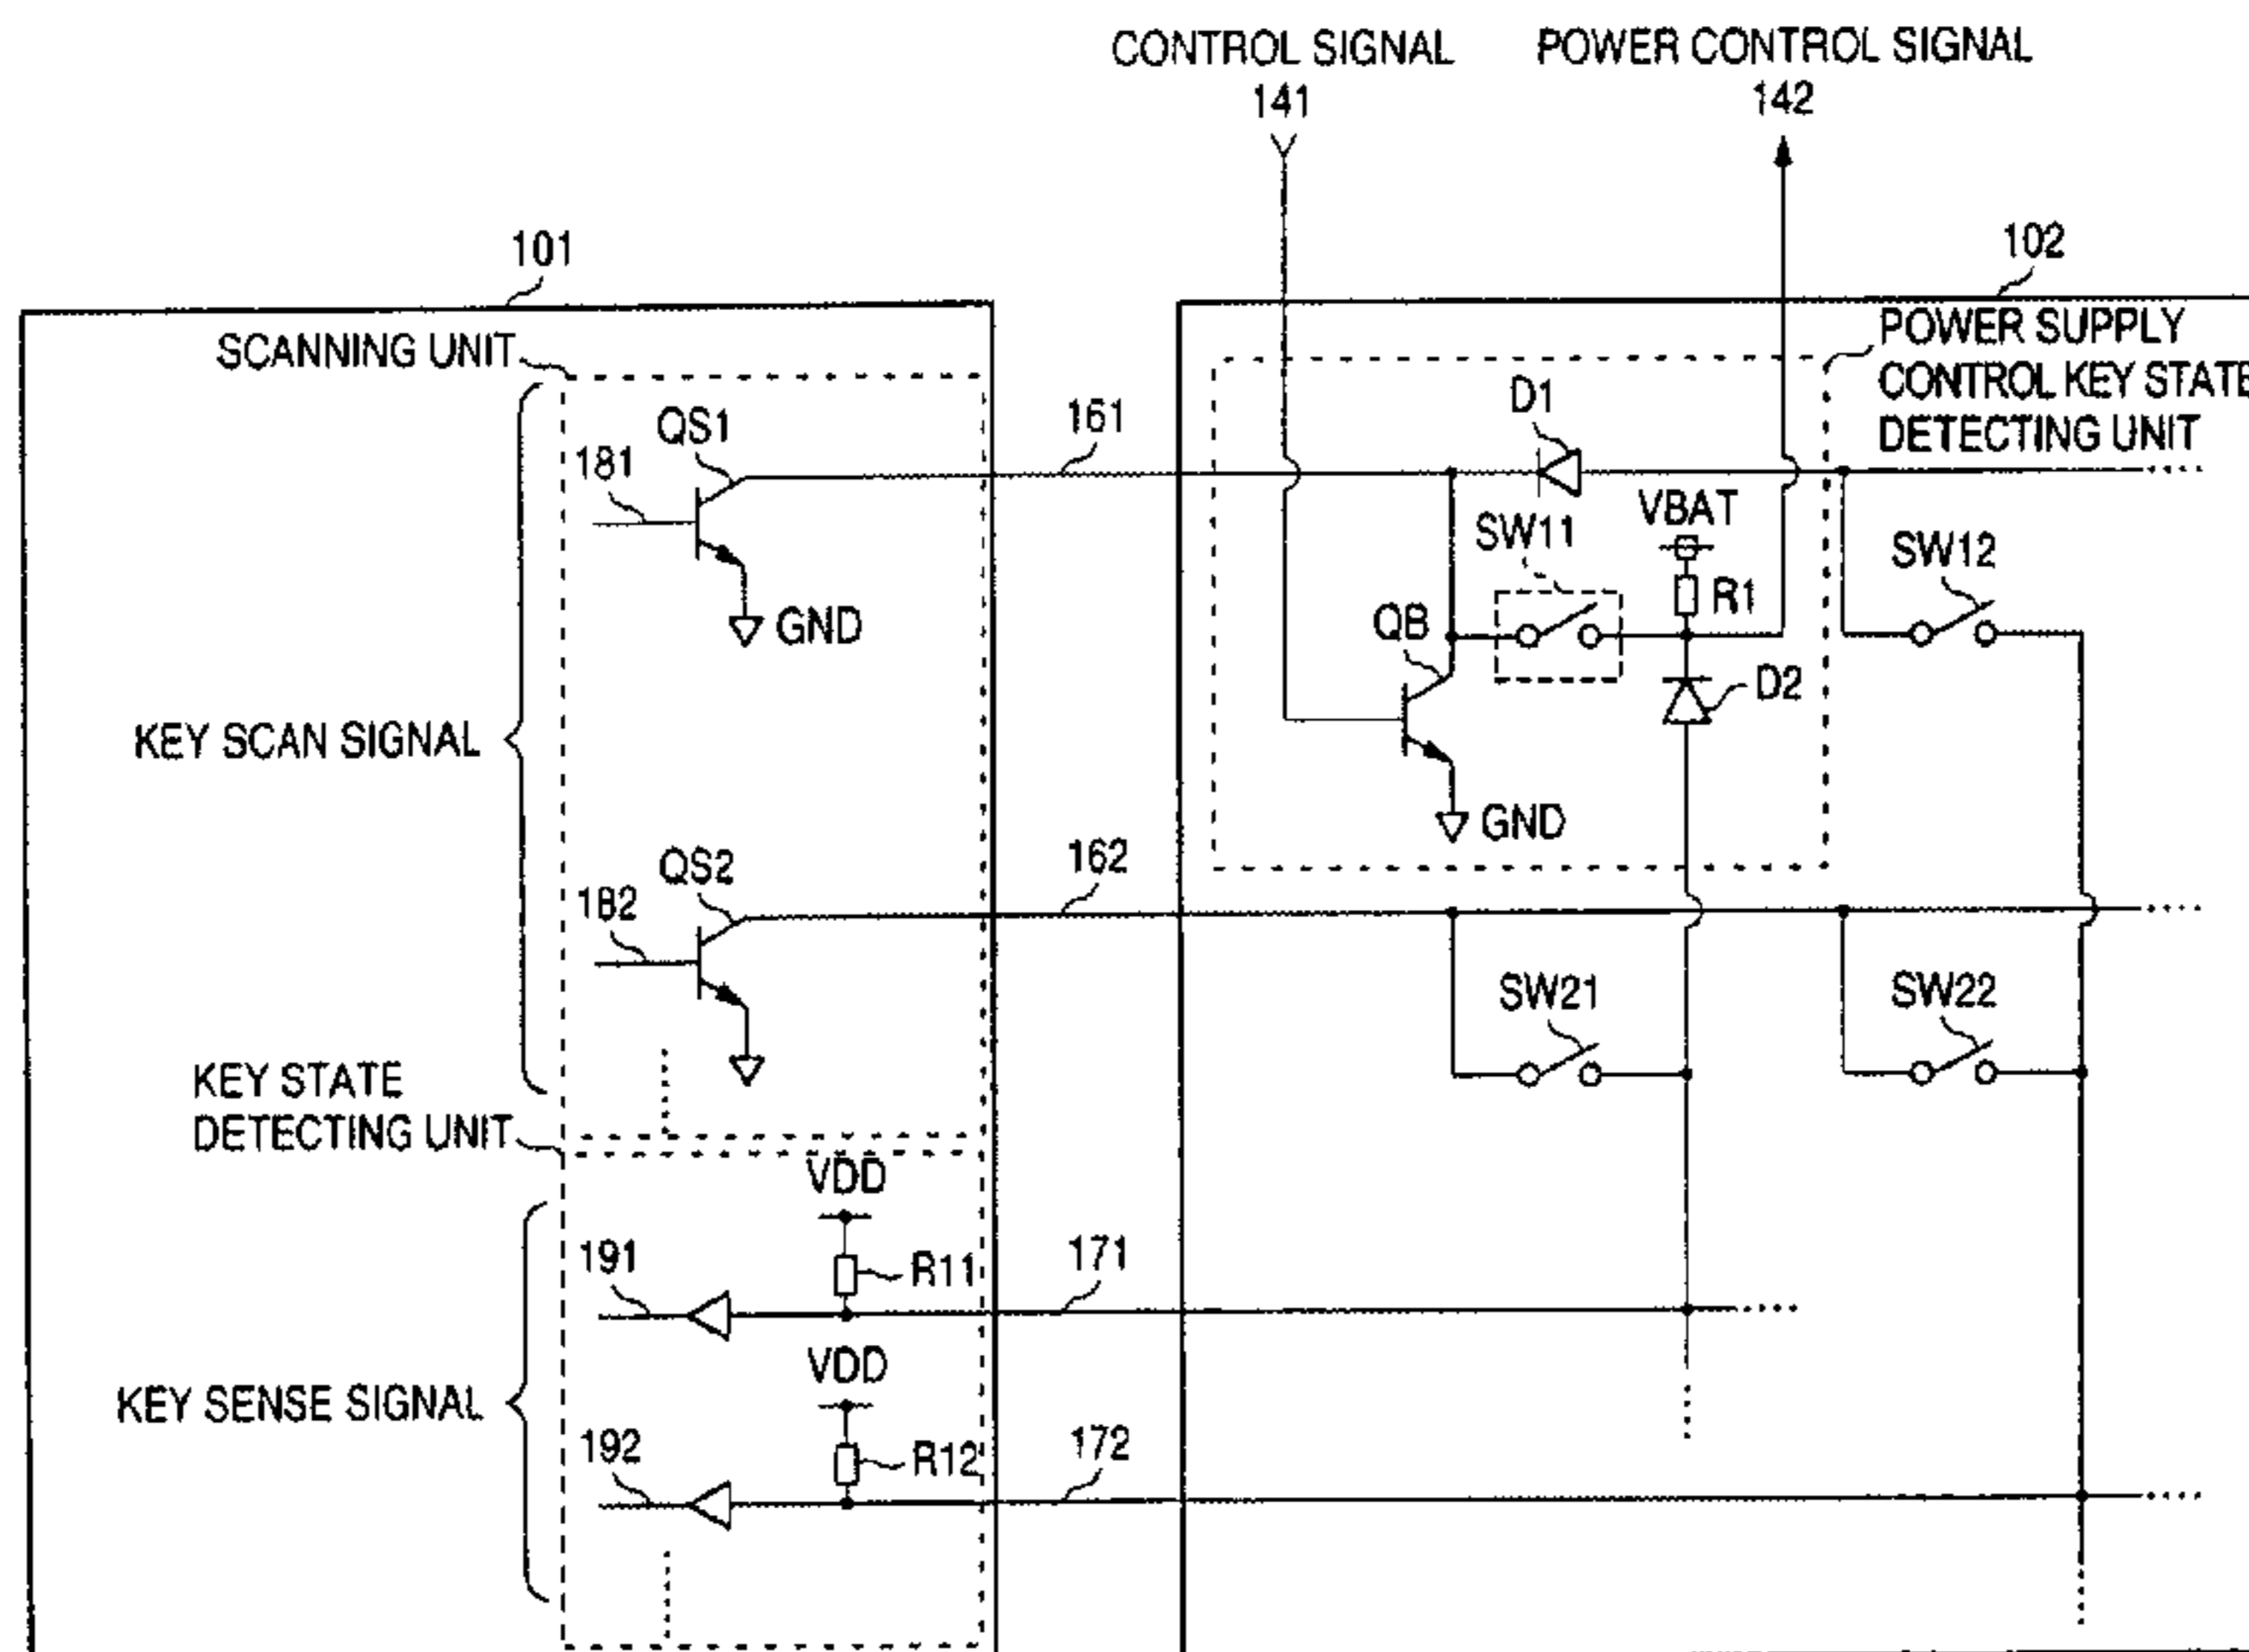 CONTROL SIGNAL
141
POWER CONTROL SIGNAL
142
101
102
SCANNING UNIT
POWER SUPPLY
CONTROL KEY STATE
DETECTING UNIT
QS1
181
161
D1
VBAT
SW11
R1
SW12
GND
QB
D2
KEY SCAN SIGNAL
GND
QS2
182
162
SW21
SW22
KEY STATE
DETECTING UNIT
VDD
191
R11
171
VDD
KEY SENSE SIGNAL
192
R12
172